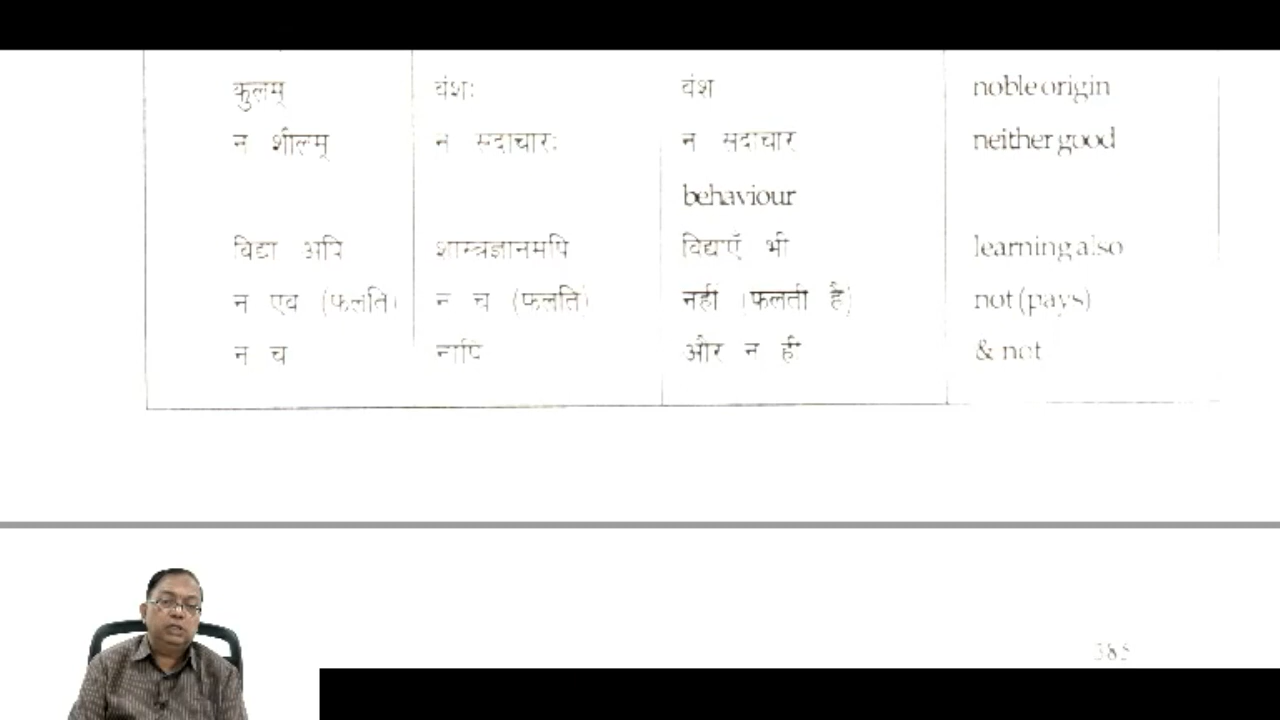 कुलम् वंशः वंश noble origin
न शीलम् न सदाचारः न सदाचार neither good
behaviour
विद्या अपि शास्त्रज्ञानमपि विद्याएँ भी learning also
न एव (फलति) न च (फलति) नहीं (फलती है) not (pays)
न च नापि और न ही & not
385